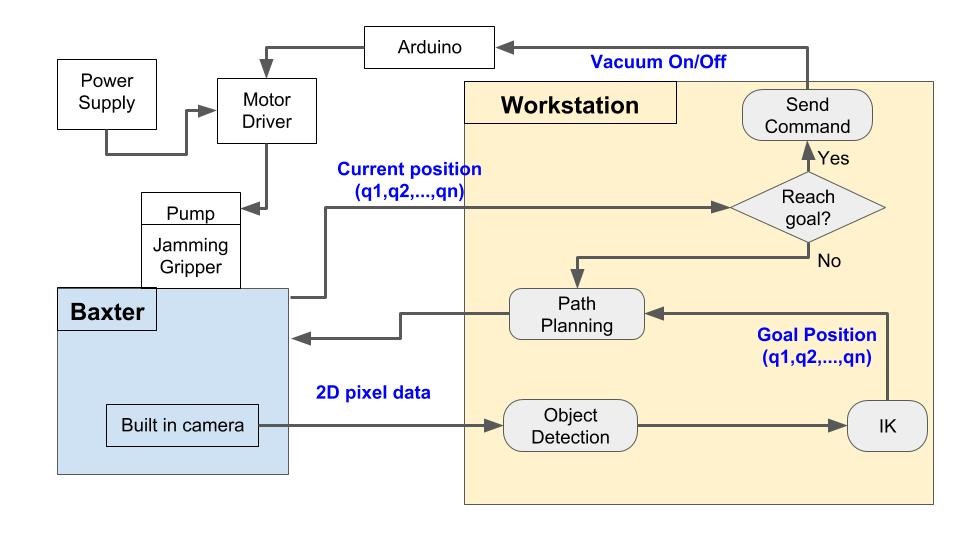 Arduino
Vacuum On/Off
Power
Supply
Motor
Driver
Workstation
Send
Command
Yes
Current position
(q1,q2,...,qn)
Reach
goal?
Pump
Jamming
Gripper
No
Baxter
Path
Planning
Goal Position
(q1,q2,...,qn)
2D pixel data
Built in camera
Object
Detection
IK